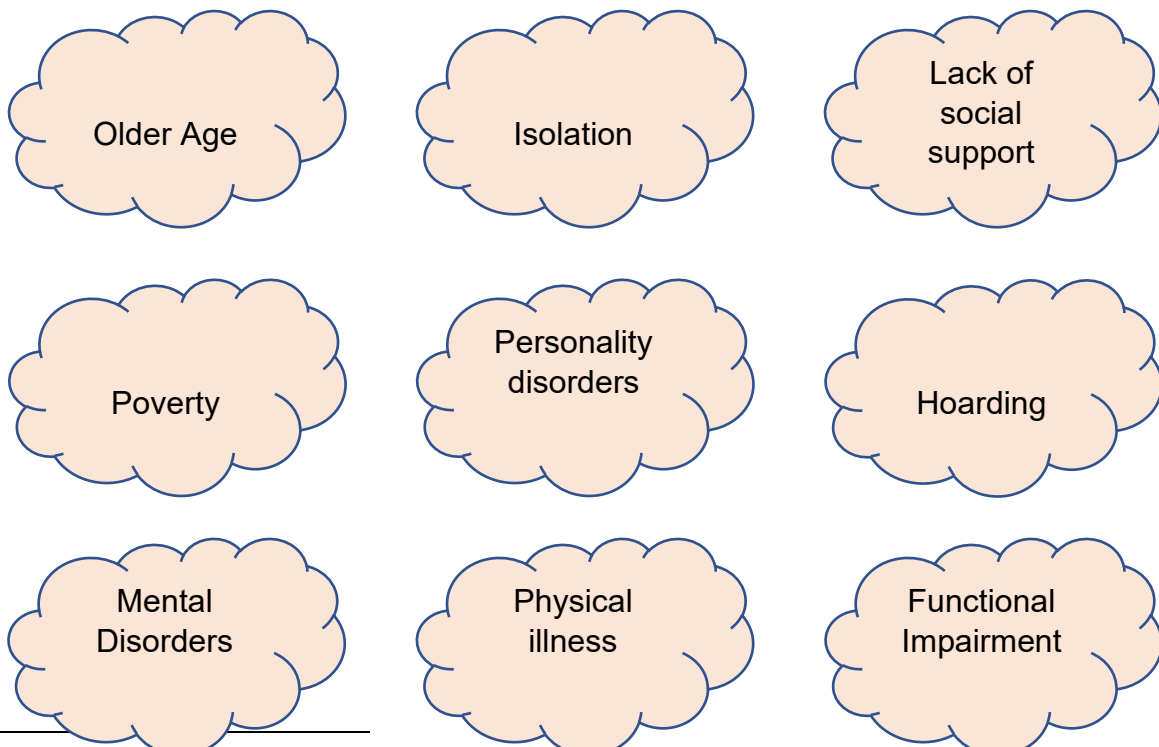 Older Age
Isolation
Lack of
social
support
Poverty
Personality
disorders
Hoarding
Mental
Disorders
Physical
illness
Functional
Impairment